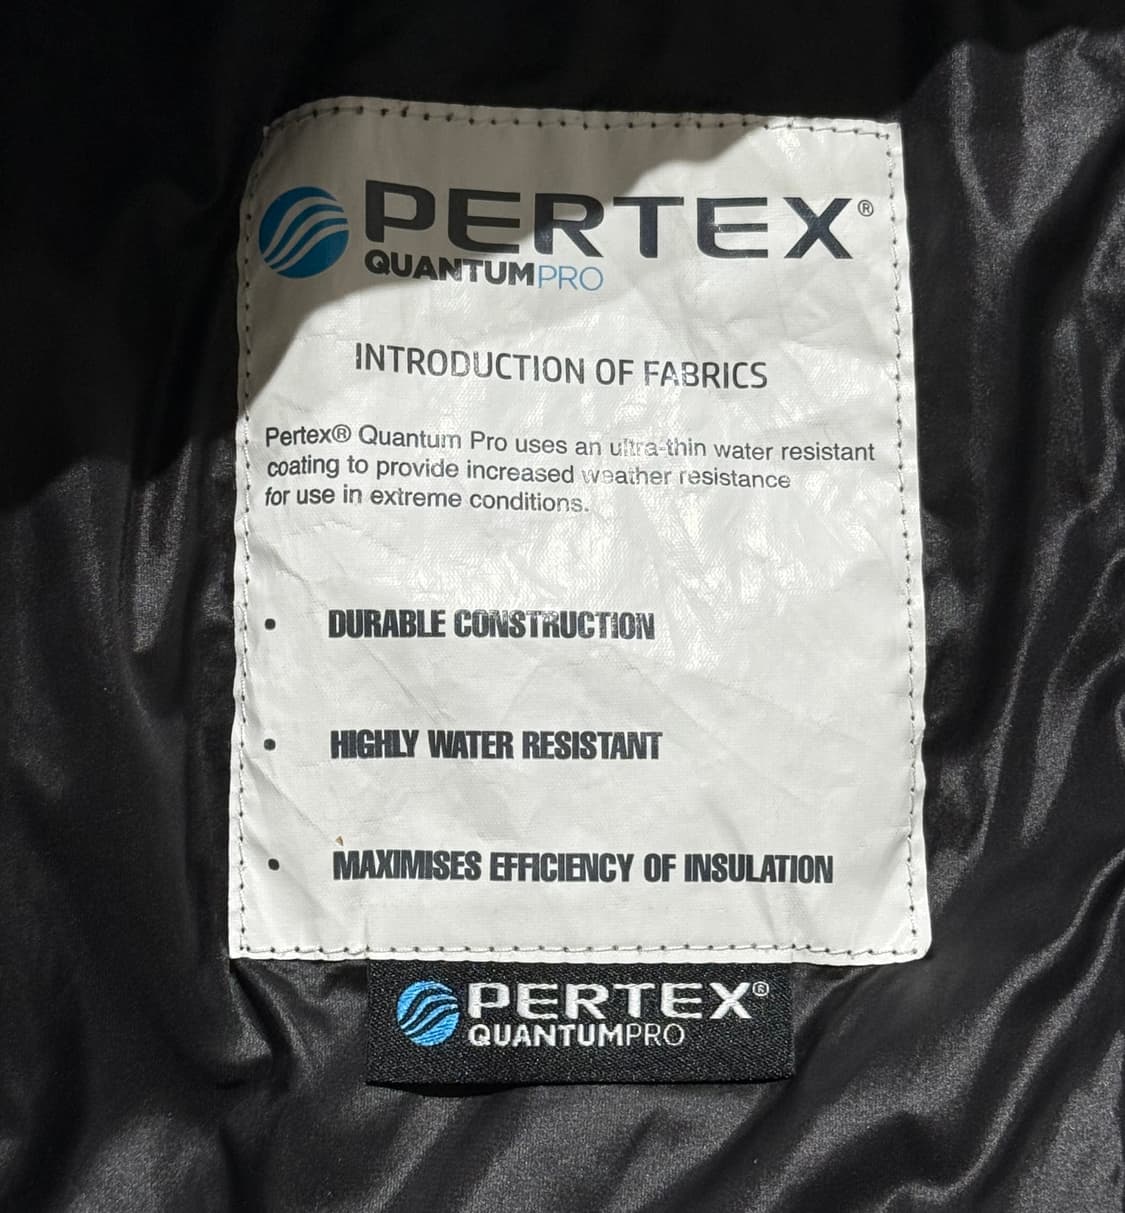 PERTEX®
QUANTUMPRO
INTRODUCTION OF FABRICS
Pertex® Quantum Pro uses an ultra-thin water resistant
coating to provide increased weather resistance
for use in extreme conditions.
• DURABLE CONSTRUCTION
• HIGHLY WATER RESISTANT
• MAXIMISES EFFICIENCY OF INSULATION
PERTEX®
QUANTUMPRO